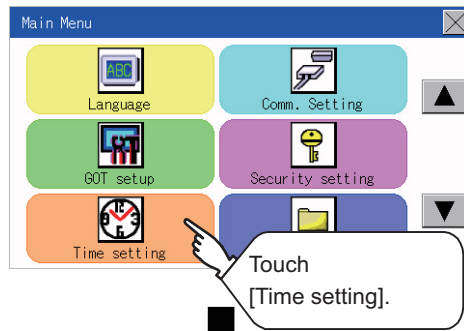 Main Menu
ABC
Language
Comm. Setting
GOT setup
Security setting
Time setting
Touch
[Time setting].